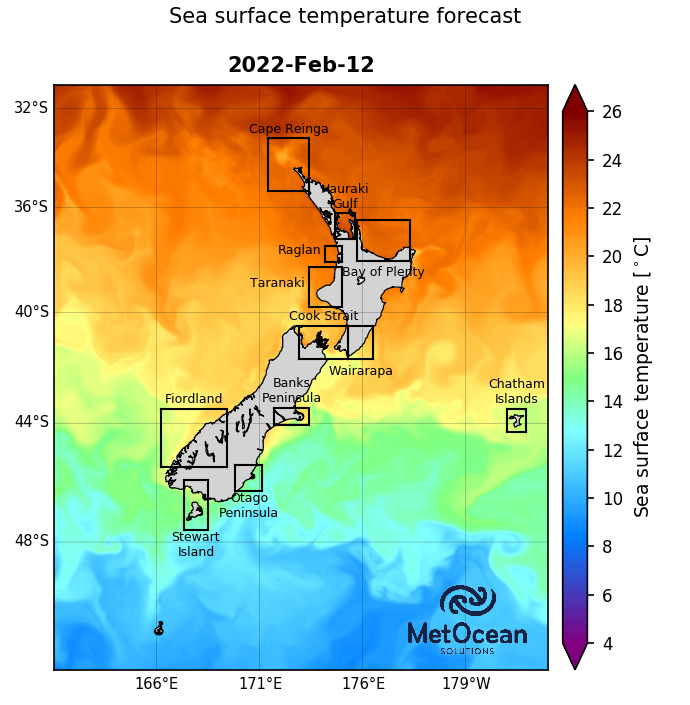 Sea surface temperature forecast
2022-Feb-12
32°S
36°S
40°S
44°S
48°S
166°E
171°E
176°E
179°W
Cape Reinga
Hauraki
Gulf
Raglan
Bay of Plenty
Taranaki
Cook Strait
Wairarapa
Banks
Peninsula
Fiordland
Chatham
Islands
Otago
Peninsula
Stewart
Island
MetOcean
SOLUTIONS
26
24
22
20
18
16
14
12
10
8
6
4
Sea surface temperature [°C]